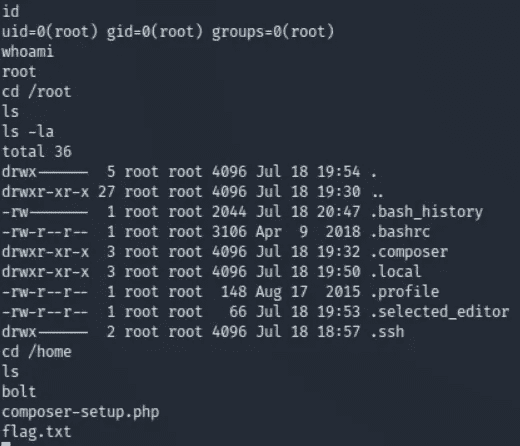 id
uid=0(root) gid=0(root) groups=0(root)
whoami
root
cd /root
ls
ls -la
total 36
drwx------  5 root root 4096 Jul 18 19:54 .
drwxr-xr-x 27 root root 4096 Jul 18 19:30 ..
-rw-------  1 root root 2044 Jul 18 20:47 .bash_history
-rw-r--r--  1 root root 3106 Apr  9  2018 .bashrc
drwxr-xr-x  3 root root 4096 Jul 18 19:32 .composer
drwxr-xr-x  3 root root 4096 Jul 18 19:50 .local
-rw-r--r--  1 root root  148 Aug 17  2015 .profile
-rw-r--r--  1 root root   66 Jul 18 19:53 .selected_editor
drwx------  2 root root 4096 Jul 18 18:57 .ssh
cd /home
ls
bolt
composer-setup.php
flag.txt